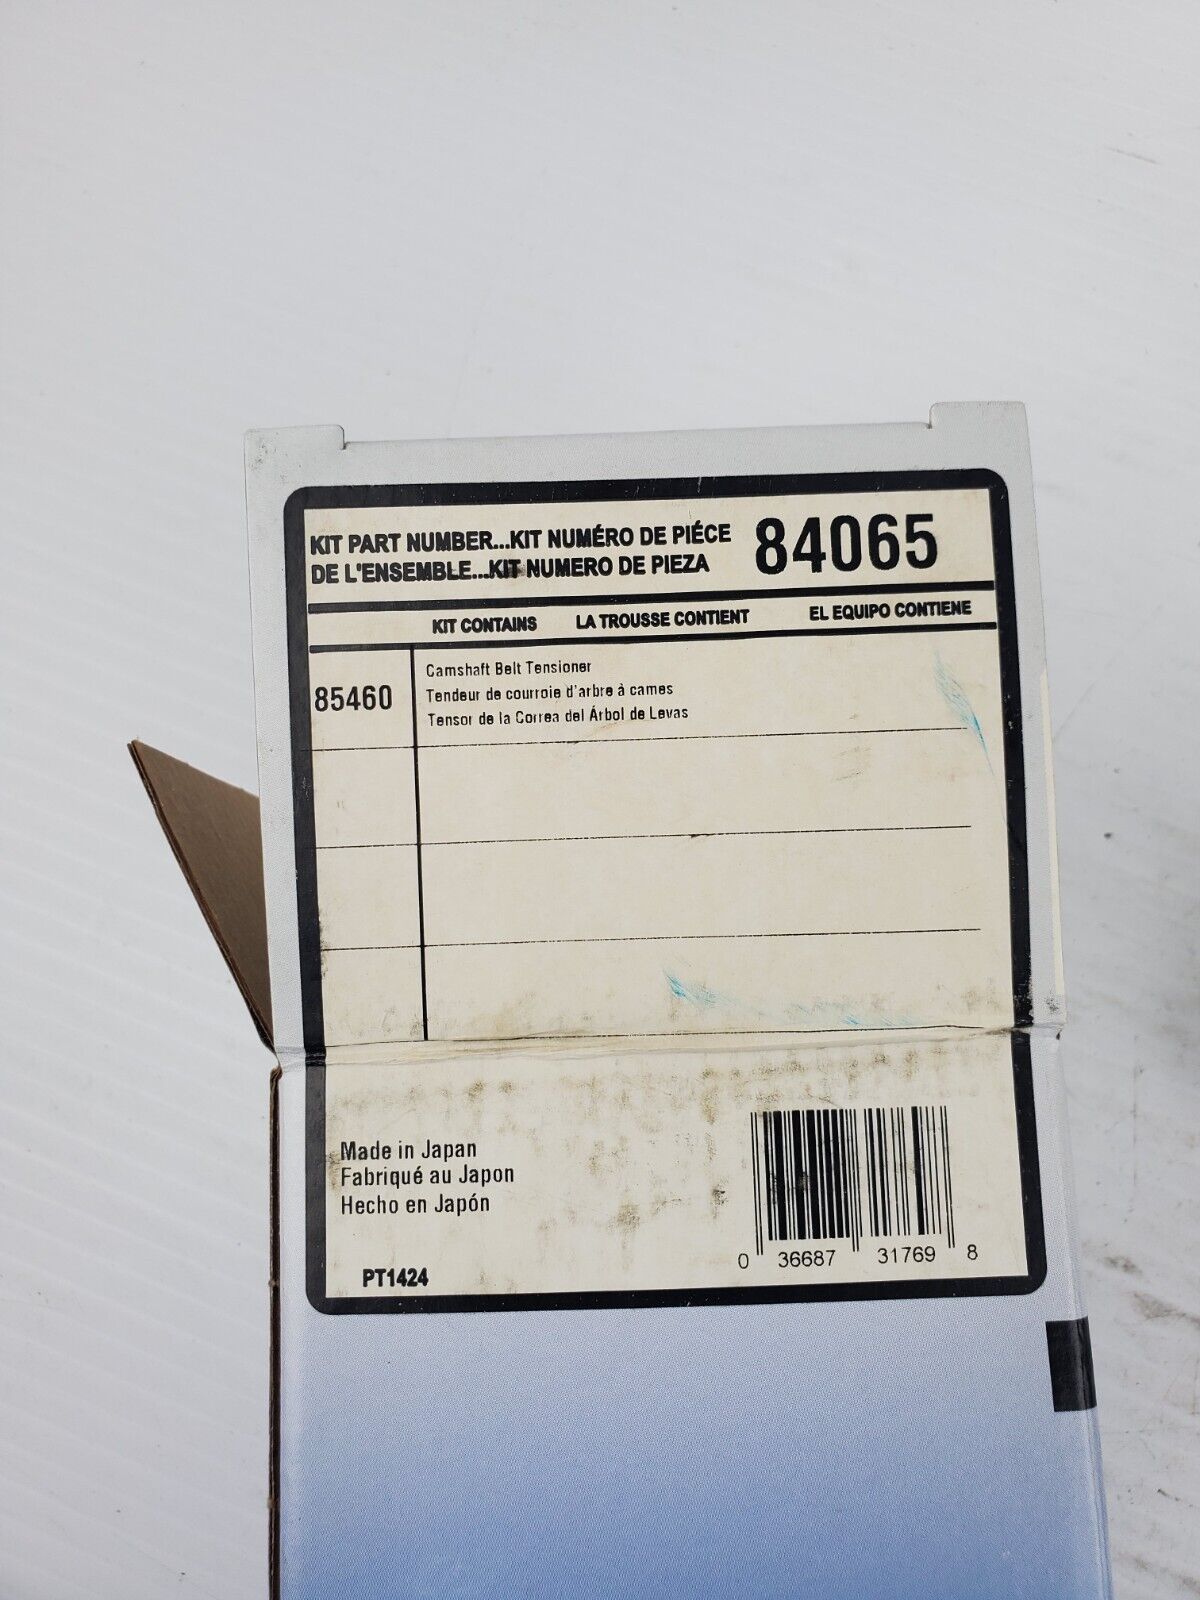 KIT PART NUMBER...KIT NUMÉRO DE PIÉCE
DE L'ENSEMBLE...KIT NUMERO DE PIEZA
84065
KIT CONTAINS LA TROUSSE CONTIENT EL EQUIPO CONTIENE
85460
Camshaft Belt Tensioner
Tendeur de courroie d'arbre à cames
Tensor de la Correa del Árbol de Levas
Made in Japan
Fabriqué au Japon
Hecho en Japón
PT1424
0 36687 31769 8